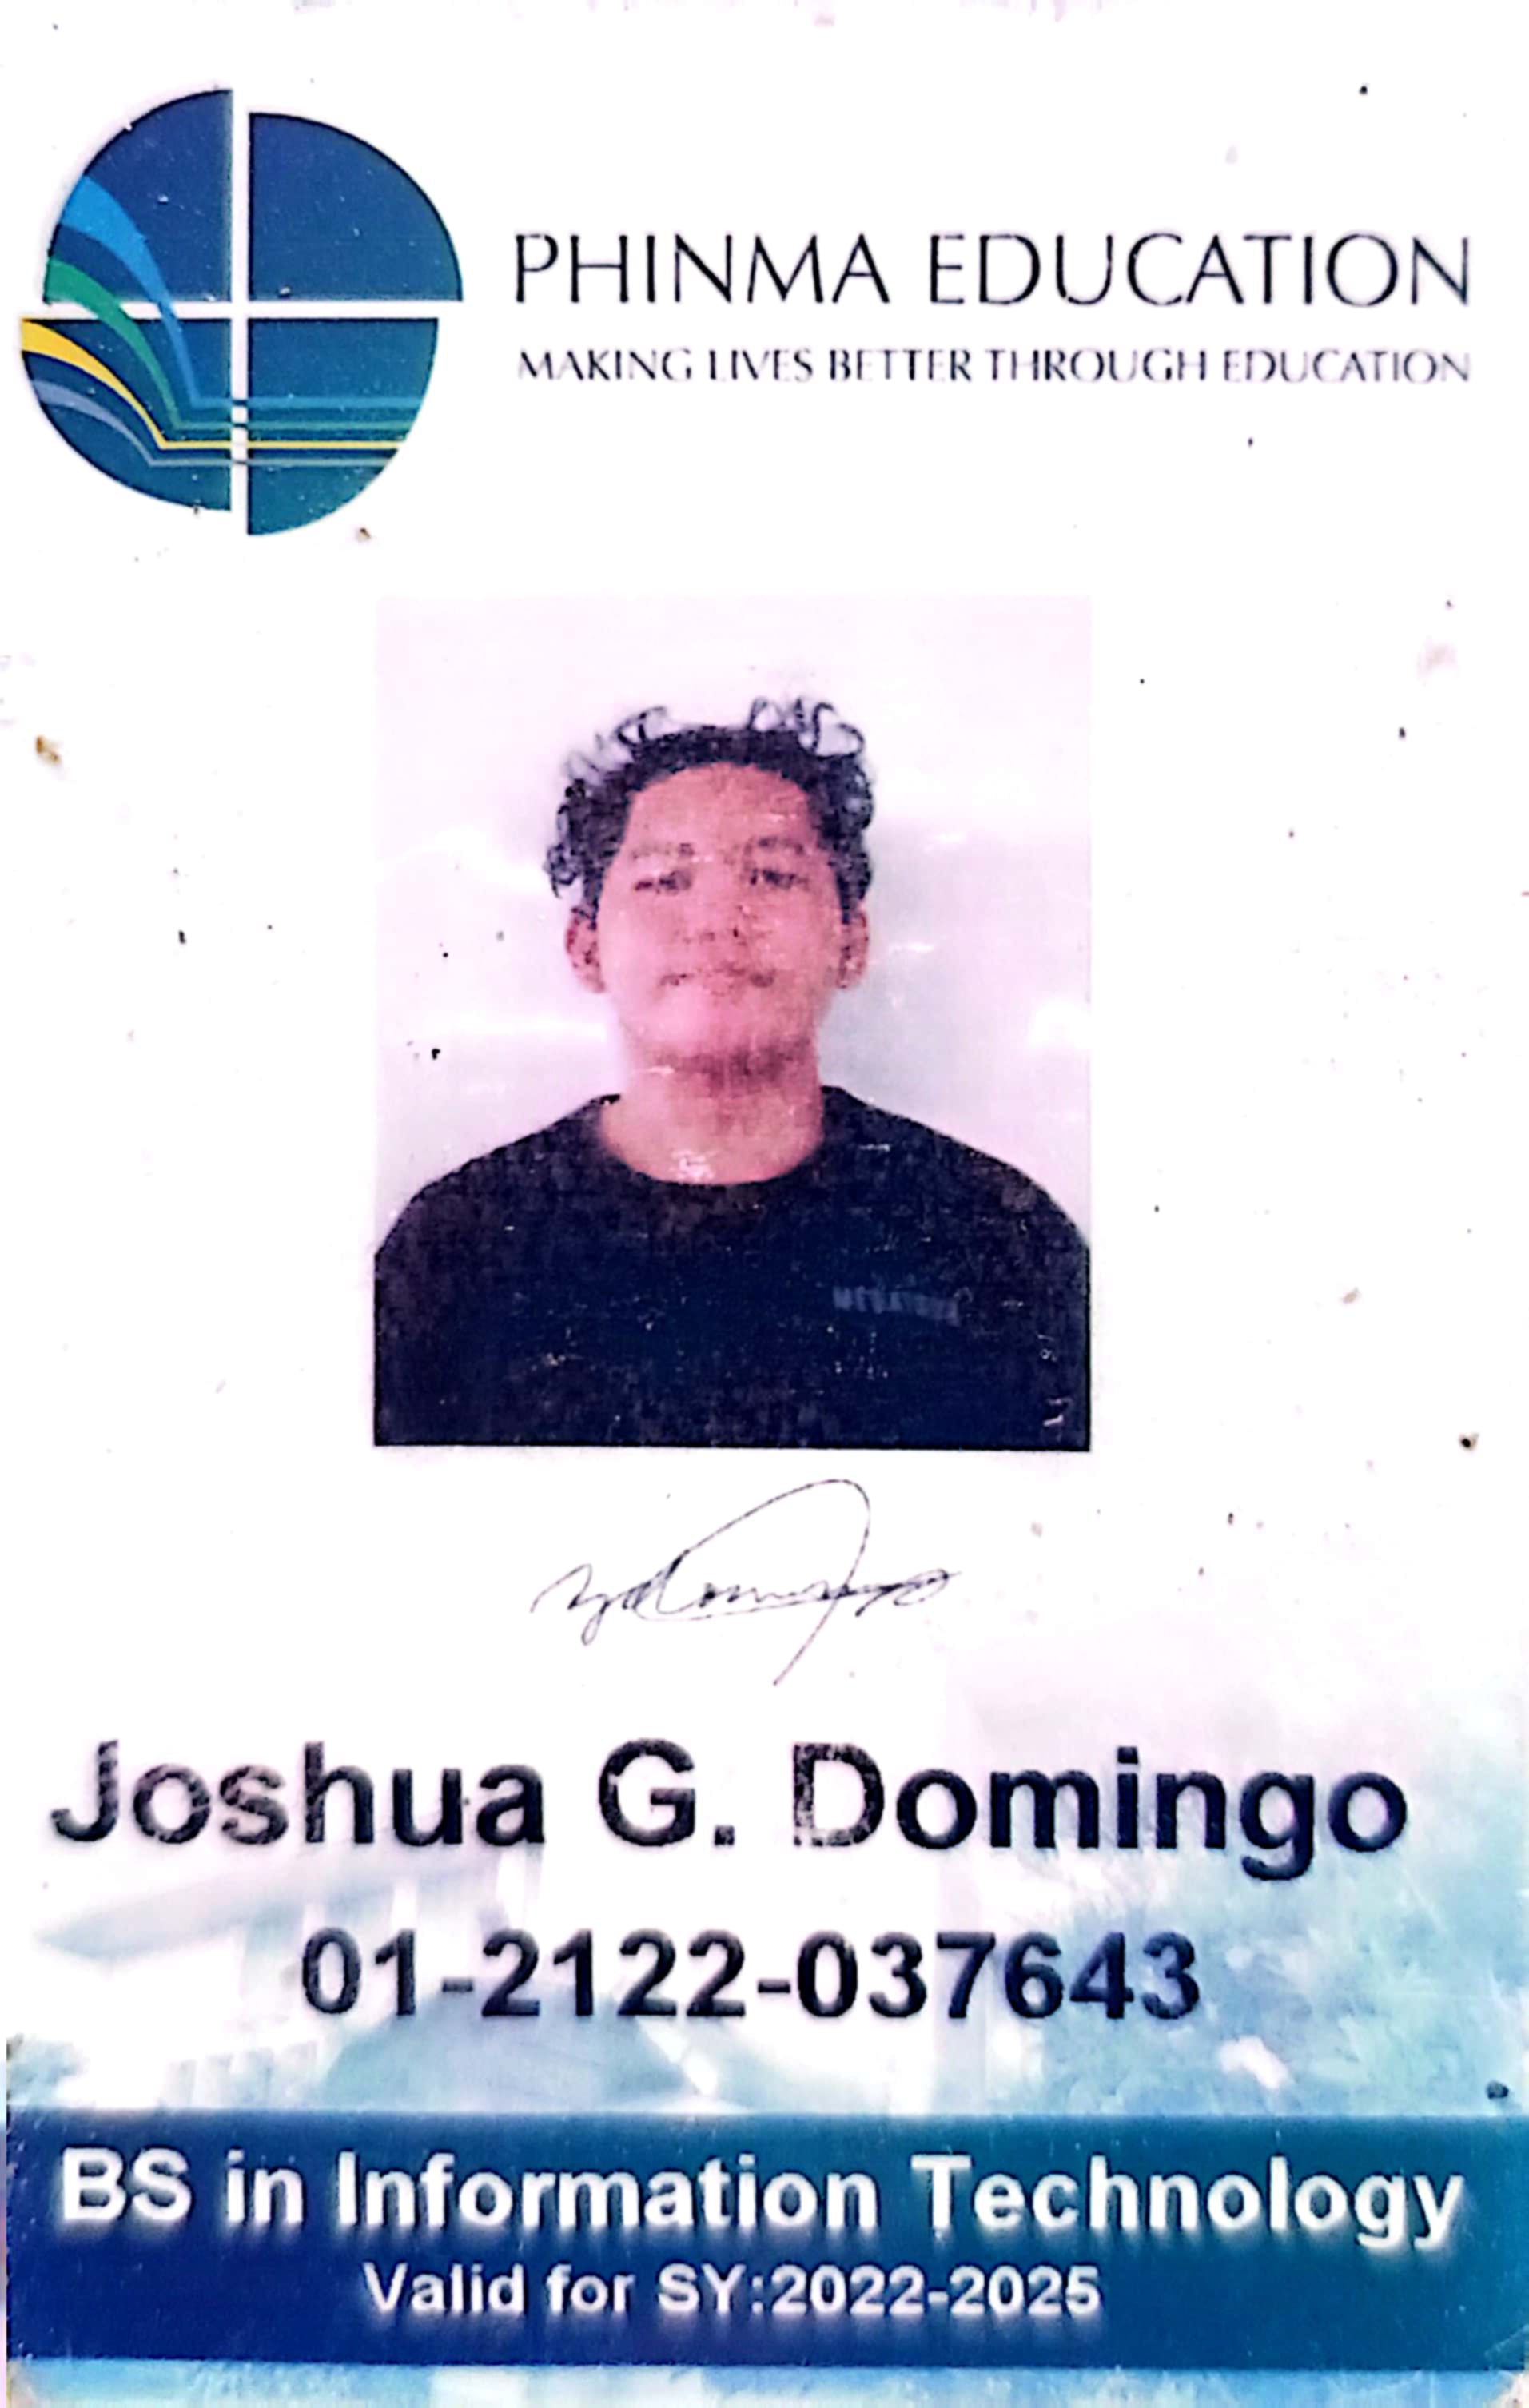 PHINMA EDUCATION
MAKING LIVES BETTER THROUGH EDUCATION
Joshua G. Domingo
01-2122-037643
BS in Information Technology
Valid for SY:2022-2025